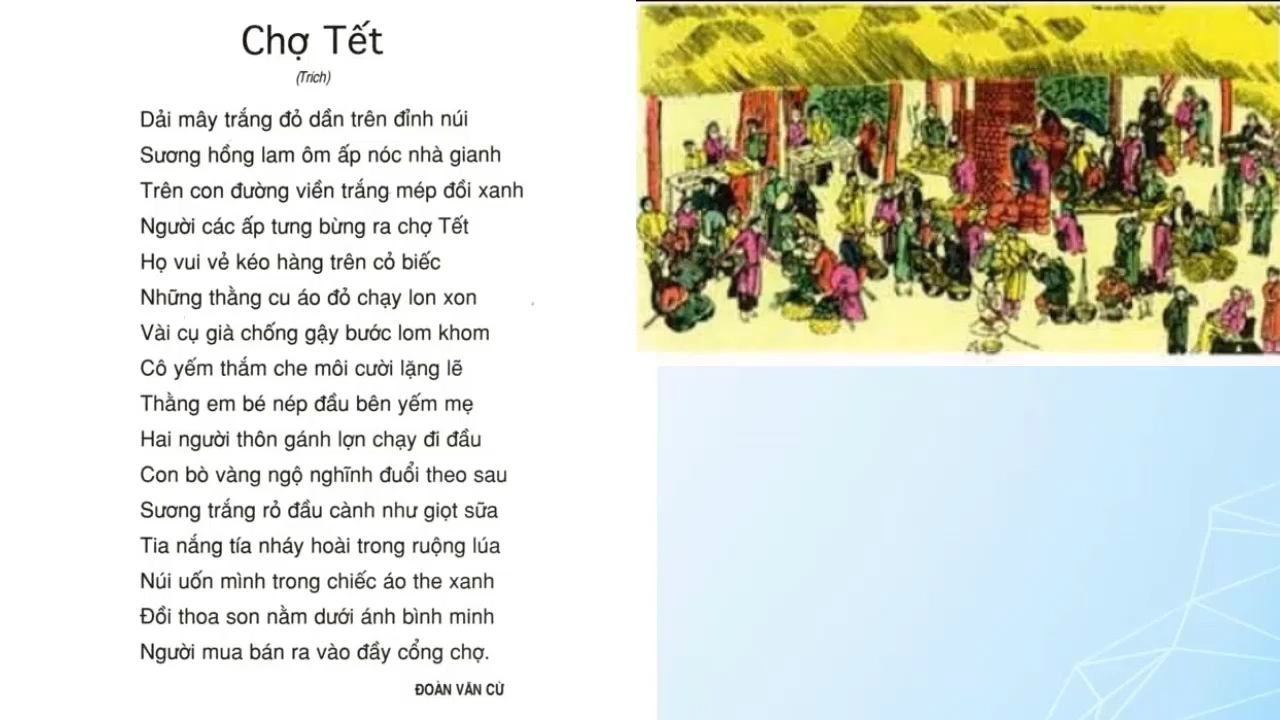 Chợ Tết
(Trích)
Dải mây trắng đỏ dần trên đỉnh núi
Sương hồng lam ôm ấp nóc nhà gianh
Trên con đường viền trắng mép đồi xanh
Người các ấp tưng bừng ra chợ Tết
Họ vui vẻ kéo hàng trên cỏ biếc
Những thằng cu áo đỏ chạy lon xon
Vài cụ già chống gậy bước lom khom
Cô yếm thắm che môi cười lặng lẽ
Thằng em bé nép đầu bên yếm mẹ
Hai người thôn gánh lợn chạy đi đầu
Con bò vàng ngộ nghĩnh đuổi theo sau
Sương trắng rỏ đầu cành như giọt sữa
Tia nắng tía nháy hoài trong ruộng lúa
Núi uốn mình trong chiếc áo the xanh
Đồi thoa son nằm dưới ánh bình minh
Người mua bán ra vào đầy cổng chợ.
ĐOÀN VĂN CỪ